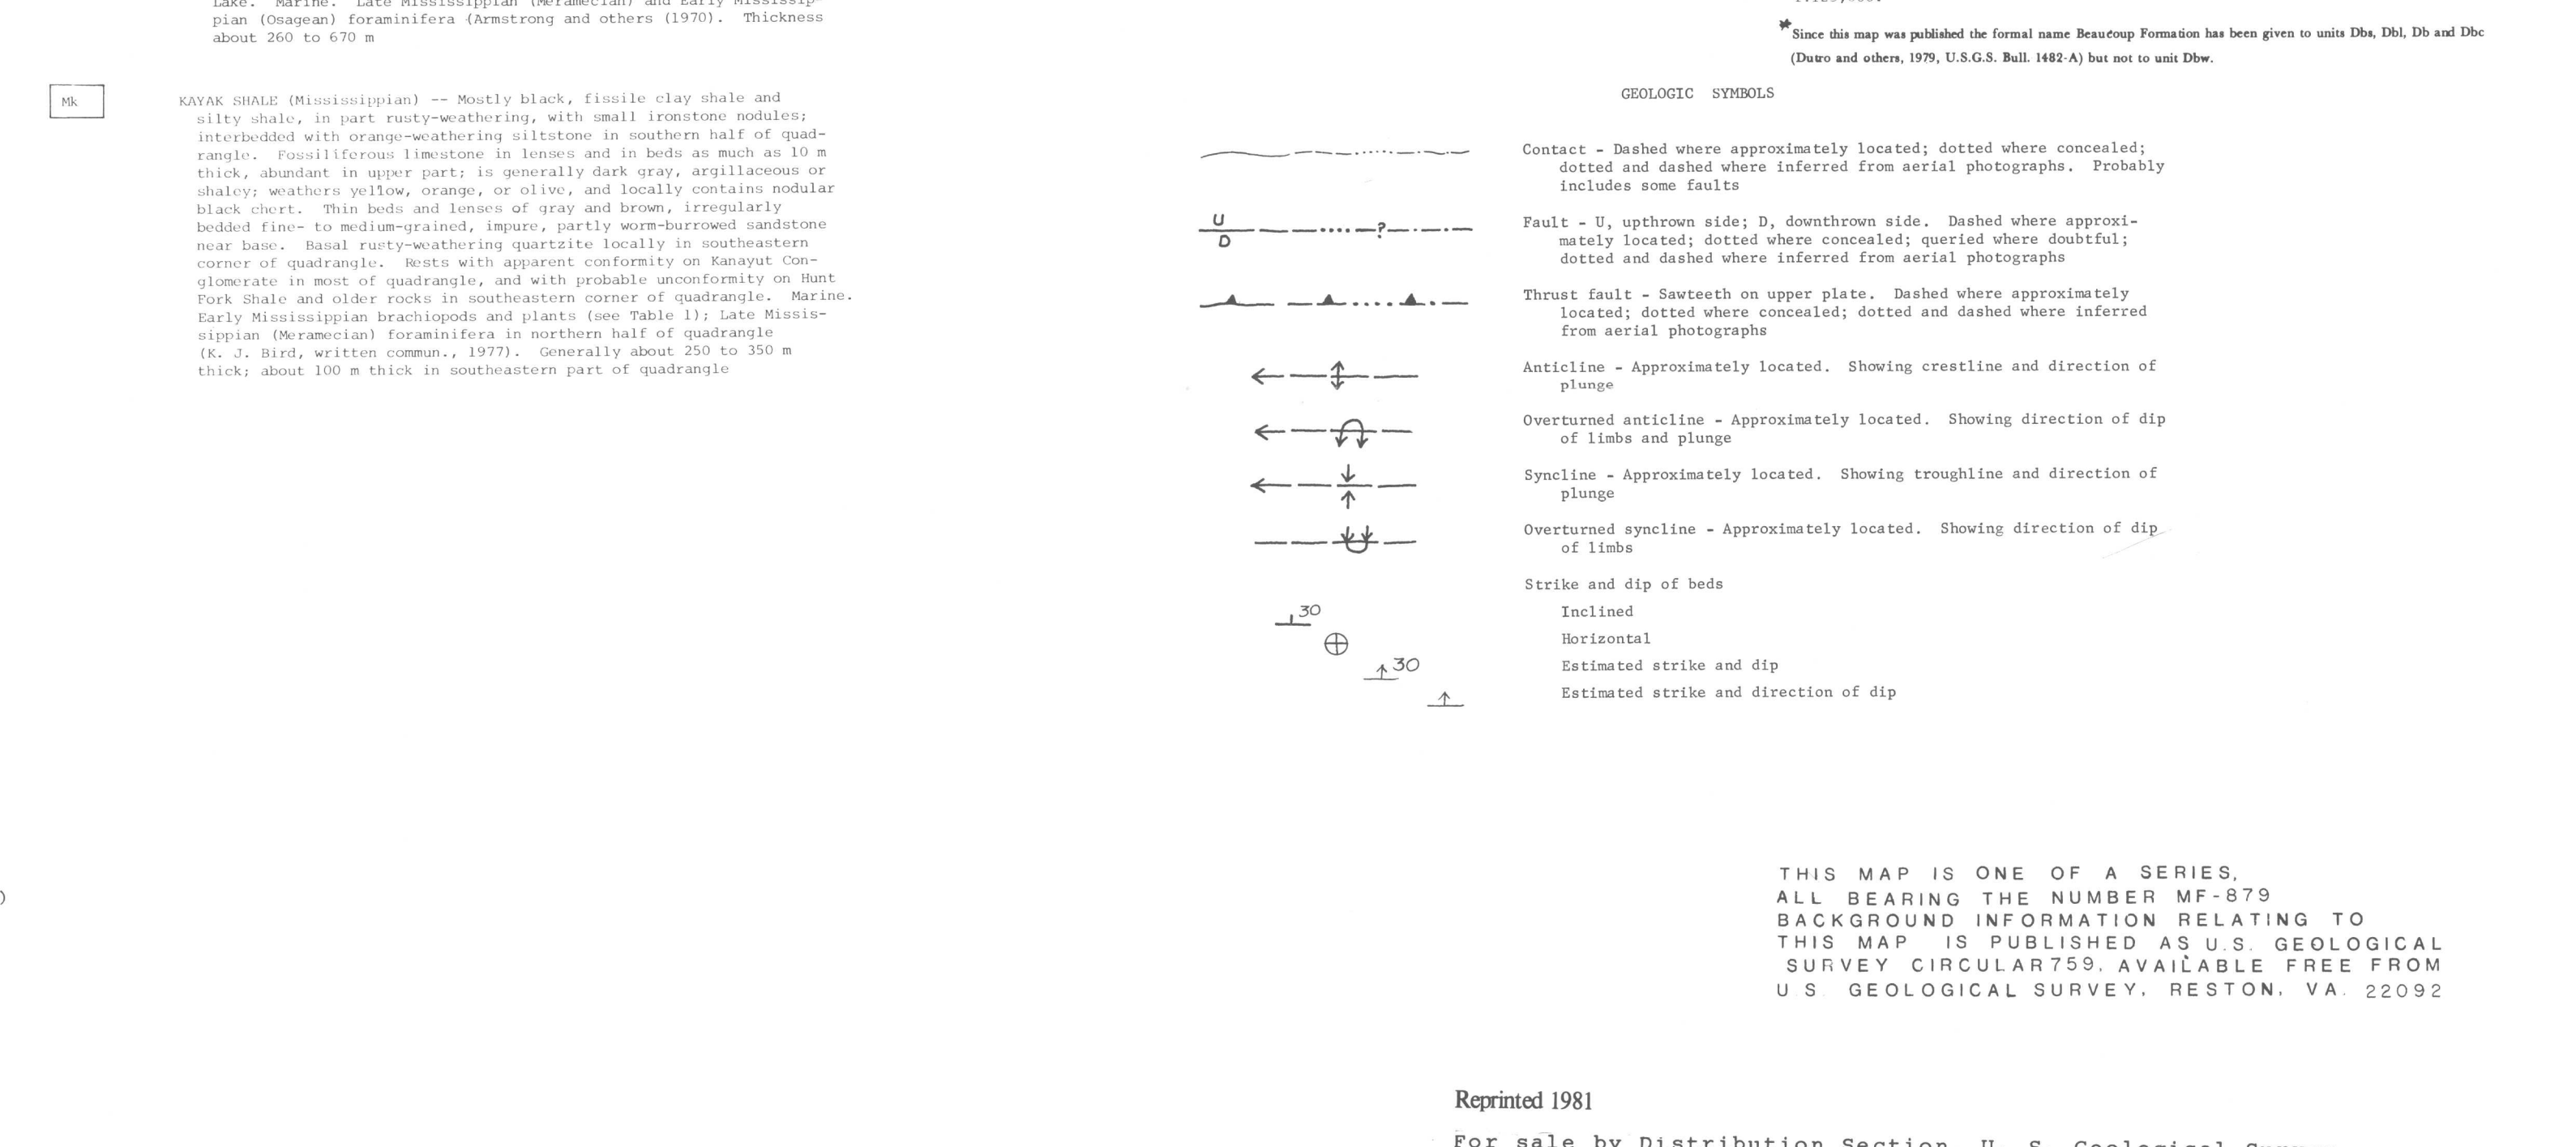 Lake. Marine. Late Mississippian (Meramecian) and Early Mississip-
pian (Osagean) foraminifera (Armstrong and others (1970). Thickness
about 260 to 670 m
Mk
KAYAK SHALE (Mississippian) -- Mostly black, fissile clay shale and
silty shale, in part rusty-weathering, with small ironstone nodules;
interbedded with orange-weathering siltstone in southern half of quad-
rangle. Fossiliferous limestone in lenses and in beds as much as 10 m
thick, abundant in upper part; is generally dark gray, argillaceous or
shaley; weathers yellow, orange, or olive, and locally contains nodular
black chert. Thin beds and lenses of gray and brown, irregularly
bedded fine- to medium-grained, impure, partly worm-burrowed sandstone
near base. Basal rusty-weathering quartzite locally in southeastern
corner of quadrangle. Rests with apparent conformity on Kanayut Con-
glomerate in most of quadrangle, and with probable unconformity on Hunt
Fork Shale and older rocks in southeastern corner of quadrangle. Marine.
Early Mississippian brachiopods and plants (see Table 1); Late Missis-
sippian (Meramecian) foraminifera in northern half of quadrangle
(K. J. Bird, written commun., 1977). Generally about 250 to 350 m
thick; about 100 m thick in southeastern part of quadrangle
)
*Since this map was published the formal name Beaucoup Formation has been given to units Dbs, Dbl, Db and Dbc
(Dutro and others, 1979, U.S.G.S. Bull. 1482-A) but not to unit Dbw.
GEOLOGIC SYMBOLS
Contact - Dashed where approximately located; dotted where concealed;
dotted and dashed where inferred from aerial photographs. Probably
includes some faults
U
D
?
Fault - U, upthrown side; D, downthrown side. Dashed where approxi-
mately located; dotted where concealed; queried where doubtful;
dotted and dashed where inferred from aerial photographs
Thrust fault - Sawteeth on upper plate. Dashed where approximately
located; dotted where concealed; dotted and dashed where inferred
from aerial photographs
Anticline - Approximately located. Showing crestline and direction of
plunge
Overturned anticline - Approximately located. Showing direction of dip
of limbs and plunge
Syncline - Approximately located. Showing troughline and direction of
plunge
Overturned syncline - Approximately located. Showing direction of dip
of limbs
Strike and dip of beds
30 Inclined
Horizontal
30 Estimated strike and dip
Estimated strike and direction of dip
THIS MAP IS ONE OF A SERIES,
ALL BEARING THE NUMBER MF-879
BACKGROUND INFORMATION RELATING TO
THIS MAP IS PUBLISHED AS U.S. GEOLOGICAL
SURVEY CIRCULAR 759, AVAILABLE FREE FROM
U.S. GEOLOGICAL SURVEY, RESTON, VA. 22092
Reprinted 1981
For sale by Distribution Section, U. S. Geological Survey